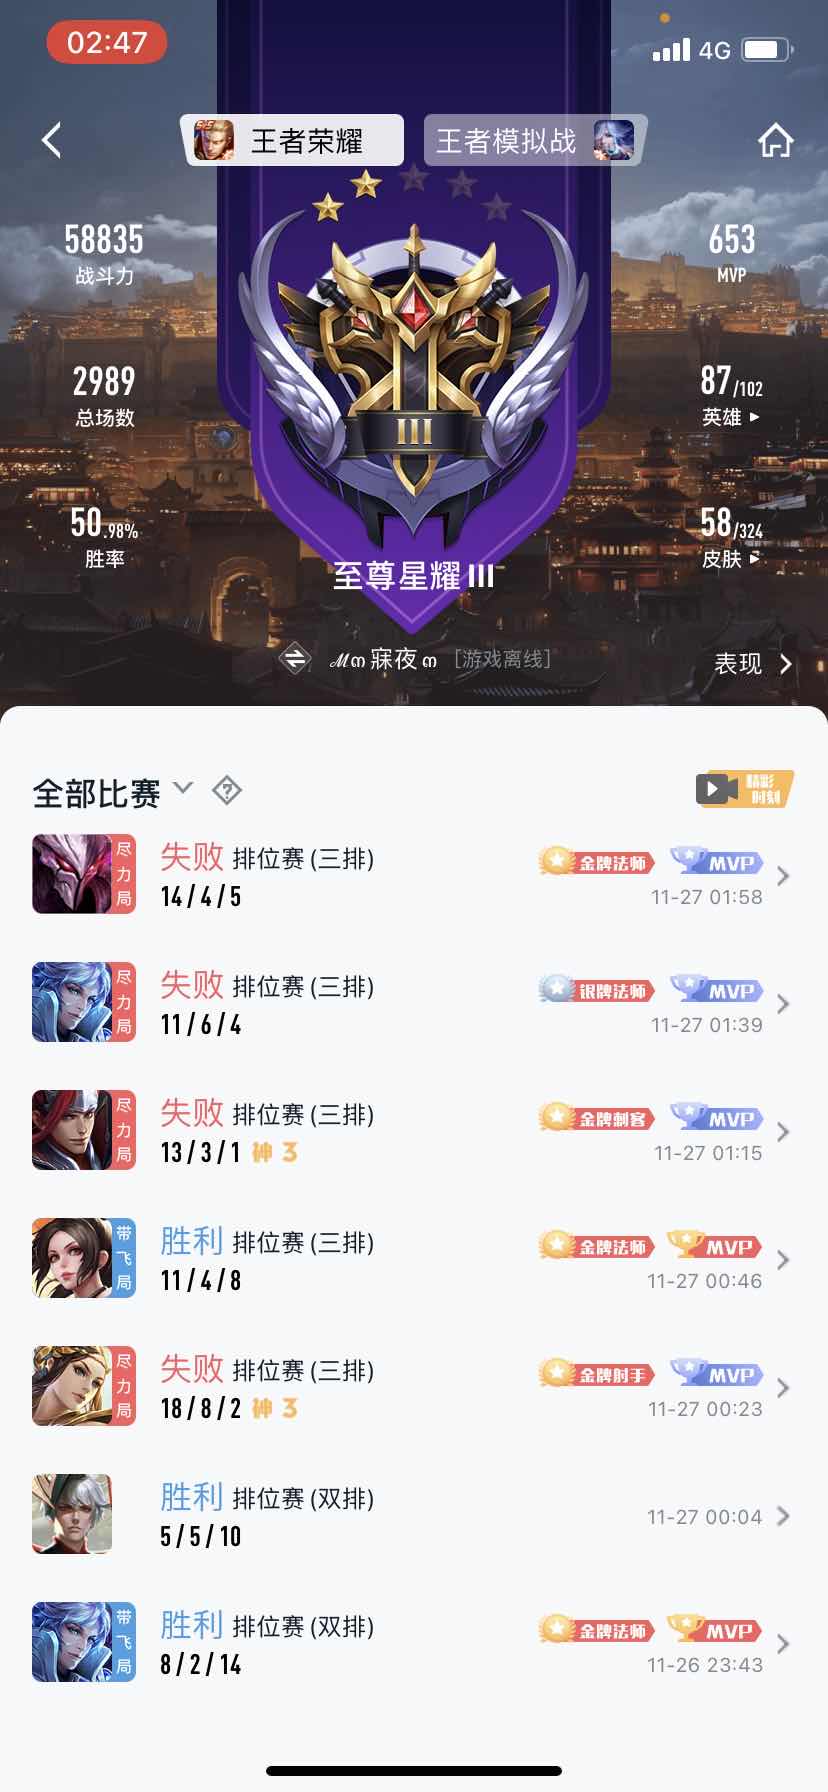 02:47
4G
王者荣耀
王者模拟战
58835
战斗力
653
MVP
2989
总场数
87/102
英雄
50.98%
胜率
58/324
皮肤
III
至尊星耀III
ℳო寐夜ო [游戏离线]
表现
全部比赛
精彩时刻
尽力局
失败 排位赛 (三排)
金牌法师 MVP
14 / 4 / 5
11-27 01:58
尽力局
失败 排位赛 (三排)
银牌法师 MVP
11 / 6 / 4
11-27 01:39
尽力局
失败 排位赛 (三排)
金牌刺客 MVP
13 / 3 / 1 神 3
11-27 01:15
带飞局
胜利 排位赛 (三排)
金牌法师 MVP
11 / 4 / 8
11-27 00:46
尽力局
失败 排位赛 (三排)
金牌射手 MVP
18 / 8 / 2 神 3
11-27 00:23
胜利 排位赛 (双排)
5 / 5 / 10
11-27 00:04
带飞局
胜利 排位赛 (双排)
金牌法师 MVP
8 / 2 / 14
11-26 23:43